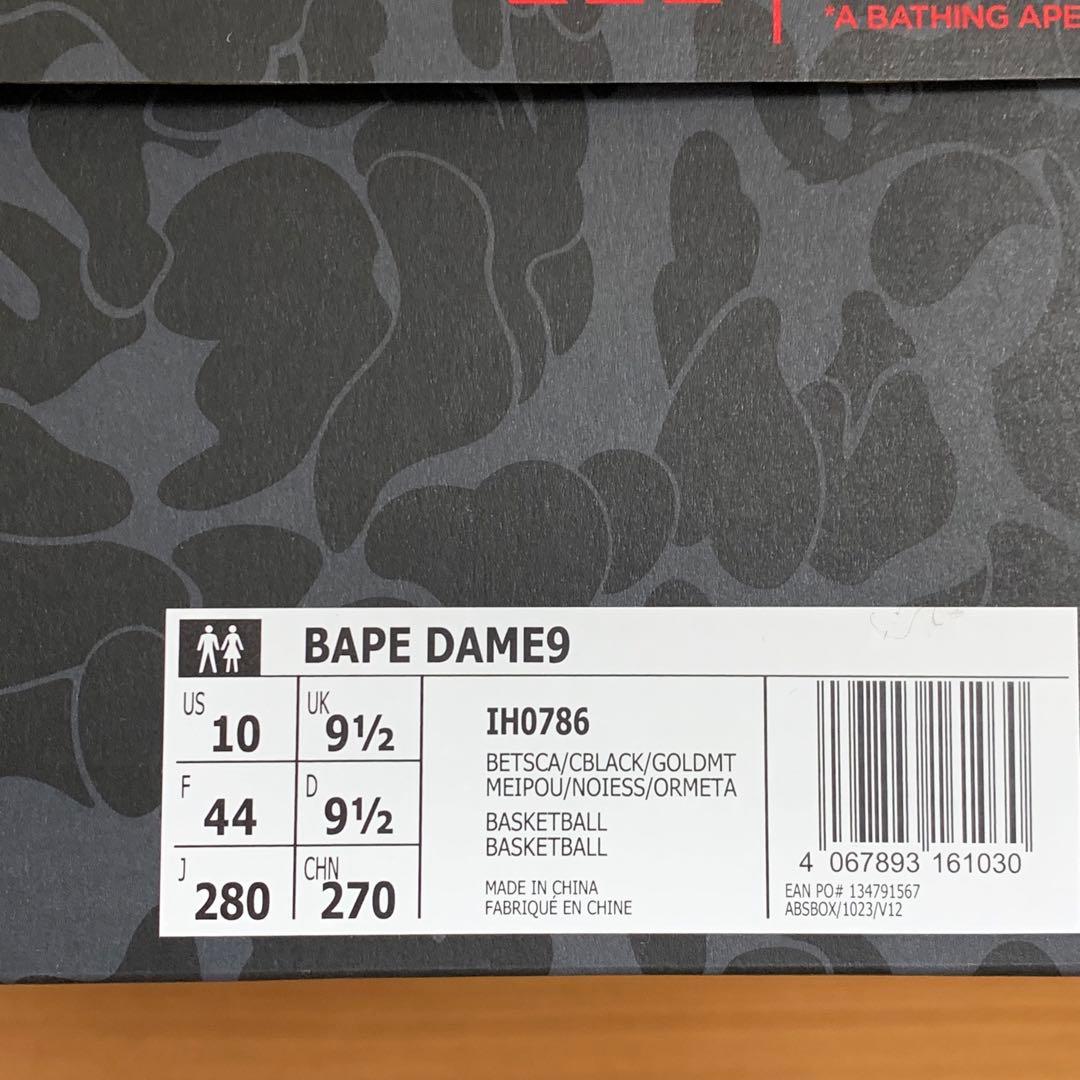 *A BATHING APE
BAPE DAME9
US 10 UK 9½
F 44 D 9½
J 280 CHN 270
IH0786
BETSCA/CBLACK/GOLDMT
MEIPOU/NOIESS/ORMETA
BASKETBALL
BASKETBALL
MADE IN CHINA
FABRIQUÉ EN CHINE
4 067893 161030
EAN PO# 134791567
ABSBOX/1023/V12